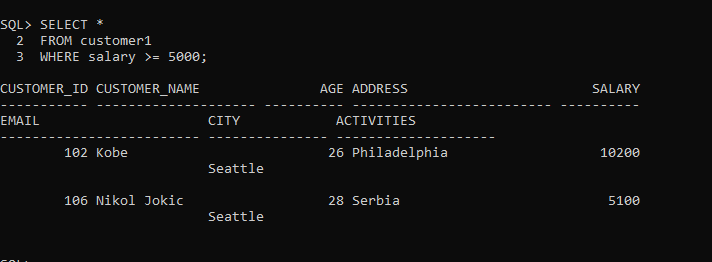 SQL> SELECT *
  2  FROM customer1
  3  WHERE salary >= 5000;
CUSTOMER_ID CUSTOMER_NAME               AGE ADDRESS                       SALARY
----------- -------------------- ---------- ------------------------- ----------
EMAIL                     CITY            ACTIVITIES
------------------------- --------------- --------------------
        102 Kobe                         26 Philadelphia                   10200
                          Seattle
        106 Nikol Jokic                  28 Serbia                          5100
                          Seattle
SQL>